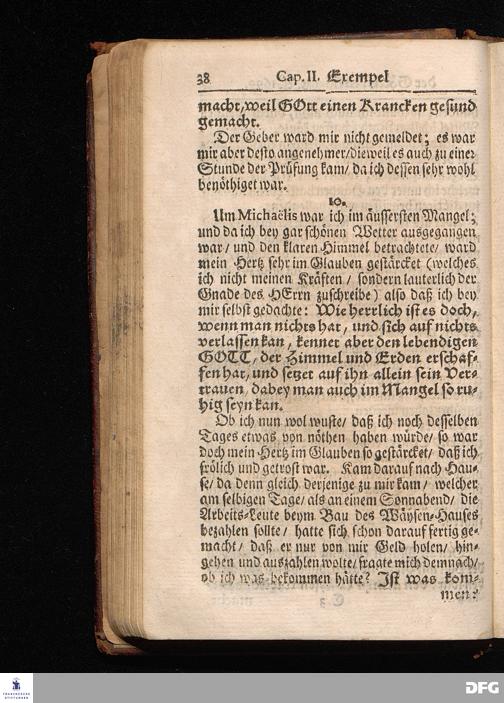 38 Cap. II. Exempel
macht, weil GOtt einen Krancken gesund
gemacht.
Der Geber ward mir nicht gemeldet; es war
mir aber desto angenehmer/ dieweil es auch zu einer
Stunde der Prüfung kam/ da ich dessen sehr wohl
benöthiget war.
10.
Um Michaëlis war ich im äussersten Mangel;
und da ich bey gar schönen Wetter ausgegangen
war/ und den klaren Himmel betrachtete/ ward
mein Hertz sehr im Glauben gestärcket (welches
ich nicht meinen Kräften / sondern lauterlich der
Gnade des HErrn zuschreibe) also daß ich bey
mir selbst gedachte: Wie herrlich ist es doch,
wenn man nichts hat, und sich auf nichts
verlassen kan, kennet aber den lebendigen
GOTT, der Himmel und Erden erschaf-
fen hat, und setzet auf ihn allein sein Ver-
trauen, dabey man auch im Mangel so ru-
hig seyn kan.
Ob ich nun wol wuste/ daß ich noch desselben
Tages etwas von nöthen haben würde/ so war
doch mein Hertz im Glauben so gestärcket/ daß ich
frölich und getrost war. Kam darauf nach Hau-
se/ da denn gleich derjenige zu mir kam/ welcher
am selbigen Tage/ als an einem Sonnabend/ die
Arbeits-Leute beym Bau des Wäysen-Hauses
bezahlen sollte/ hatte sich schon darauf fertig ge-
macht/ daß er nur von mir Geld holen/ hin-
gehen und auszahlen wolte/ fragte mich demnach/
ob ich was bekommen hätte? Ist was kom-
men?
FRANCKESCHE
STIFTUNGEN
DFG